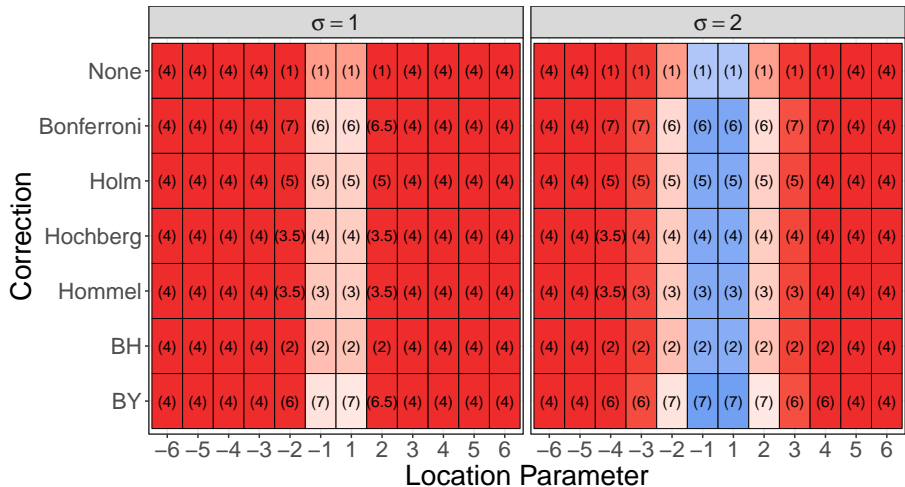 σ = 1 σ = 2
None (4) (4) (4) (4) (1) (1) (1) (1) (4) (4) (4) (4) (4) (4) (1) (1) (1) (1) (1) (1) (1) (1) (4) (4)
Bonferroni (4) (4) (4) (4) (7) (6) (6) (6.5) (4) (4) (4) (4) (4) (4) (7) (7) (6) (6) (6) (6) (7) (7) (4) (4)
Holm (4) (4) (4) (4) (5) (5) (5) (5) (4) (4) (4) (4) (4) (4) (5) (5) (5) (5) (5) (5) (5) (4) (4) (4)
Hochberg (4) (4) (4) (4) (3.5) (4) (4) (3.5) (4) (4) (4) (4) (4) (4) (3.5) (4) (4) (4) (4) (4) (4) (4) (4) (4)
Hommel (4) (4) (4) (4) (3.5) (3) (3) (3.5) (4) (4) (4) (4) (4) (4) (3.5) (3) (3) (3) (3) (3) (3) (4) (4) (4)
BH (4) (4) (4) (4) (2) (2) (2) (2) (4) (4) (4) (4) (4) (4) (2) (2) (2) (2) (2) (2) (2) (2) (4) (4)
BY (4) (4) (4) (4) (6) (7) (7) (6.5) (4) (4) (4) (4) (4) (4) (6) (6) (7) (7) (7) (7) (6) (6) (4) (4)
Correction
−6 −5 −4 −3 −2 −1 1 2 3 4 5 6 −6 −5 −4 −3 −2 −1 1 2 3 4 5 6
Location Parameter